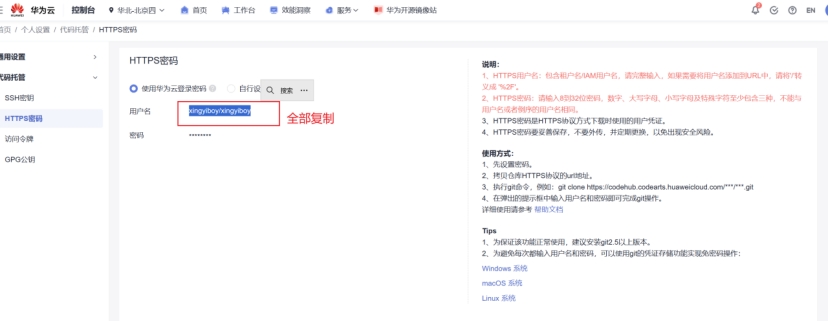 华为云 控制台 华北-北京四 首页 工作台 效能洞察 服务 华为开源镜像站 2 EN
首页 / 个人设置 / 代码托管 / HTTPS密码
通用设置
代码托管
SSH密钥
HTTPS密码
访问令牌
GPG公钥
HTTPS密码
使用华为云登录密码 自行设
搜索 ···
用户名 xingyiboy/xingyiboy
全部复制
密码 ········
说明:
1、HTTPS用户名：包含租户名/IAM用户名，请完整输入，如果需要将用户名添加到URL中，请将'/'转
义成 '%2F'。
2、HTTPS密码：请输入8到32位密码，数字、大写字母，小写字母及特殊字符至少包含三种，不能与
用户名或者倒序的用户名相同。
3、HTTPS密码是HTTPS协议方式下载时使用的用户凭证。
4、HTTPS密码要妥善保存，不要外传，并定期更换，以免出现安全风险。
使用方式：
1、先设置密码。
2、拷贝仓库HTTPS协议的url地址。
3、执行git命令，例如：git clone https://codehub.codearts.huaweicloud.com/***/***.git
4、在弹出的提示框中输入用户名和密码即可完成git操作。
详细使用请参考 帮助文档
Tips
1、为保证该功能正常使用，建议安装git2.5以上版本。
2、为避免每次都输入用户名和密码，可以使用git的凭证存储功能实现免密码操作：
Windows 系统
macOS 系统
Linux 系统